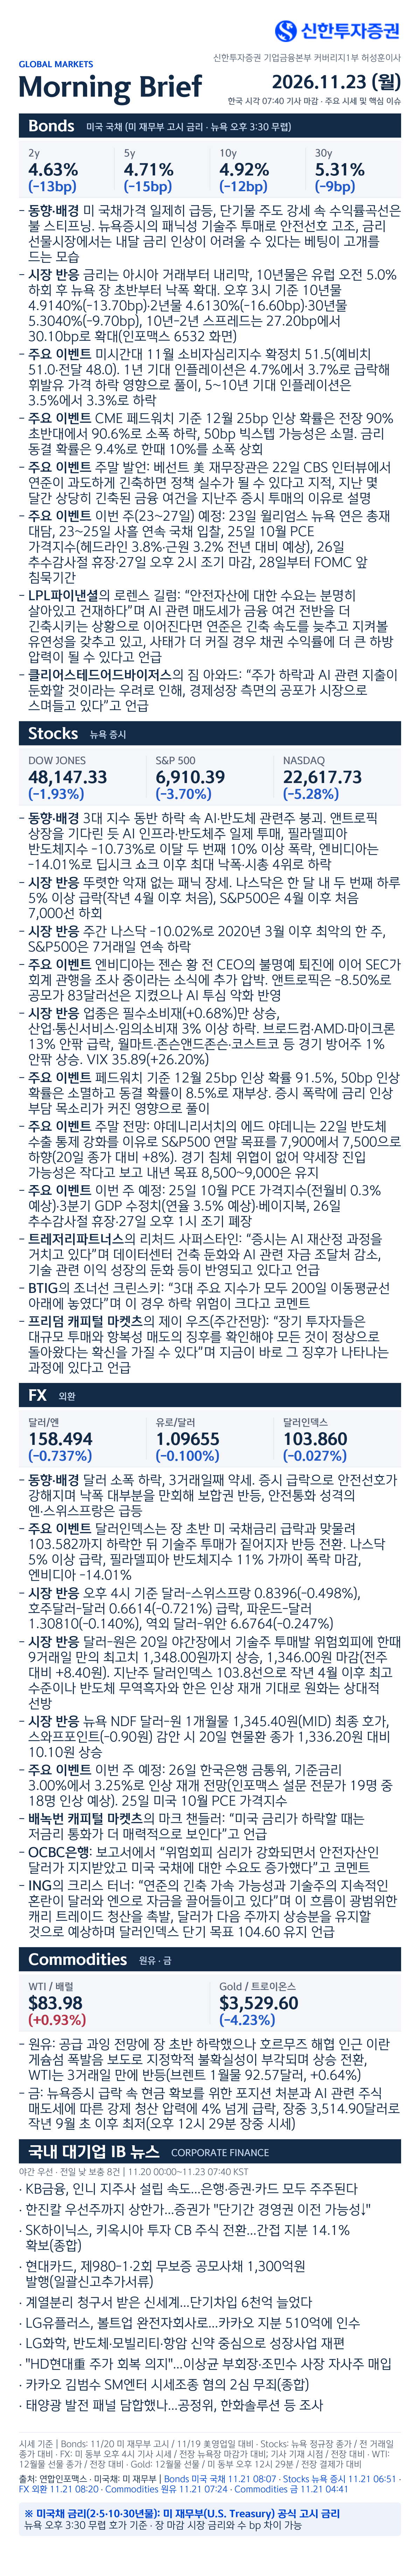 신한투자증권
신한투자증권 기업금융본부 커버리지1부 허성훈이사
GLOBAL MARKETS
Morning Brief
2026.11.23 (월)
한국 시각 07:40 기사 마감 · 주요 시세 및 핵심 이슈
Bonds 미국 국채 (미 재무부 고시 금리 · 뉴욕 오후 3:30 무렵)
2y 5y 10y 30y
4.63% 4.71% 4.92% 5.31%
(-13bp) (-15bp) (-12bp) (-9bp)
- 동향·배경 미 국채가격 일제히 급등, 단기물 주도 강세 속 수익률곡선은
불 스티프닝. 뉴욕증시의 패닉성 기술주 투매로 안전선호 고조, 금리
선물시장에서는 내달 금리 인상이 어려울 수 있다는 베팅이 고개를
드는 모습
- 시장 반응 금리는 아시아 거래부터 내리막, 10년물은 유럽 오전 5.0%
하회 후 뉴욕 장 초반부터 낙폭 확대. 오후 3시 기준 10년물
4.9140%(-13.70bp)·2년물 4.6130%(-16.60bp)·30년물
5.3040%(-9.70bp), 10년-2년 스프레드는 27.20bp에서
30.10bp로 확대(인포맥스 6532 화면)
- 주요 이벤트 미시간대 11월 소비자심리지수 확정치 51.5(예비치
51.0·전달 48.0). 1년 기대 인플레이션은 4.7%에서 3.7%로 급락해
휘발유 가격 하락 영향으로 풀이, 5~10년 기대 인플레이션은
3.5%에서 3.3%로 하락
- 주요 이벤트 CME 페드워치 기준 12월 25bp 인상 확률은 전장 90%
초반대에서 90.6%로 소폭 하락, 50bp 빅스텝 가능성은 소멸. 금리
동결 확률은 9.4%로 한때 10%를 소폭 상회
- 주요 이벤트 주말 발언: 베선트 美 재무장관은 22일 CBS 인터뷰에서
연준이 과도하게 긴축하면 정책 실수가 될 수 있다고 지적, 지난 몇
달간 상당히 긴축된 금융 여건을 지난주 증시 투매의 이유로 설명
- 주요 이벤트 이번 주(23~27일) 예정: 23일 윌리엄스 뉴욕 연은 총재
대담, 23~25일 사흘 연속 국채 입찰, 25일 10월 PCE
가격지수(헤드라인 3.8%·근원 3.2% 전년 대비 예상), 26일
추수감사절 휴장·27일 오후 2시 조기 마감, 28일부터 FOMC 앞
침묵기간
- LPL파이낸셜의 로렌스 길럼: “안전자산에 대한 수요는 분명히
살아있고 건재하다”며 AI 관련 매도세가 금융 여건 전반을 더
긴축시키는 상황으로 이어진다면 연준은 긴축 속도를 늦추고 지켜볼
유연성을 갖추고 있고, 사태가 더 커질 경우 채권 수익률에 더 큰 하방
압력이 될 수 있다고 언급
- 클리어스테드어드바이저스의 짐 아와드: “주가 하락과 AI 관련 지출이
둔화할 것이라는 우려로 인해, 경제성장 측면의 공포가 시장으로
스며들고 있다”고 언급
Stocks 뉴욕 증시
DOW JONES S&P 500 NASDAQ
48,147.33 6,910.39 22,617.73
(-1.93%) (-3.70%) (-5.28%)
- 동향·배경 3대 지수 동반 하락 속 AI·반도체 관련주 붕괴. 앤트로픽
상장을 기다린 듯 AI 인프라·반도체주 일제 투매, 필라델피아
반도체지수 -10.73%로 이달 두 번째 10% 이상 폭락, 엔비디아는
-14.01%로 딥시크 쇼크 이후 최대 낙폭·시총 4위로 하락
- 시장 반응 뚜렷한 악재 없는 패닉 장세. 나스닥은 한 달 내 두 번째 하루
5% 이상 급락(작년 4월 이후 처음), S&P500은 4월 이후 처음
7,000선 하회
- 시장 반응 주간 나스닥 -10.02%로 2020년 3월 이후 최악의 한 주,
S&P500은 7거래일 연속 하락
- 주요 이벤트 엔비디아는 젠슨 황 전 CEO의 불명예 퇴진에 이어 SEC가
회계 관행을 조사 중이라는 소식에 추가 압박. 앤트로픽은 -8.50%로
공모가 83달러선은 지켰으나 AI 투심 악화 반영
- 시장 반응 업종은 필수소비재(+0.68%)만 상승,
산업·통신서비스·임의소비재 3% 이상 하락. 브로드컴·AMD·마이크론
13% 안팎 급락, 월마트·존슨앤드존슨·코스트코 등 경기 방어주 1%
안팎 상승. VIX 35.89(+26.20%)
- 주요 이벤트 페드워치 기준 12월 25bp 인상 확률 91.5%, 50bp 인상
확률은 소멸하고 동결 확률이 8.5%로 재부상. 증시 폭락에 금리 인상
부담 목소리가 커진 영향으로 풀이
- 주요 발언 주말 전망: 야데니리서치의 에드 야데니는 22일 반도체
수출 통제 강화를 이유로 S&P500 연말 목표를 7,900에서 7,500으로
하향(20일 종가 대비 +8%). 경기 침체 위협이 없어 약세장 진입
가능성은 작다고 보고 내년 목표 8,500~9,000은 유지
- 주요 이벤트 이번 주 예정: 25일 10월 PCE 가격지수(전월비 0.3%
예상)·3분기 GDP 수정치(연율 3.5% 예상)·베이지북, 26일
추수감사절 휴장·27일 오후 1시 조기 폐장
- 트레저리파트너스의 리처드 사퍼스타인: “증시는 AI 재산정 과정을
거치고 있다”며 데이터센터 건축 둔화와 AI 관련 자금 조달처 감소,
기술 관련 이익 성장의 둔화 등이 반영되고 있다고 언급
- BTIG의 조너선 크린스키: “3대 주요 지수가 모두 200일 이동평균선
아래에 놓였다”며 이 경우 하락 위험이 크다고 코멘트
- 프리덤 캐피털 마켓츠의 제이 우즈(주간전망): “장기 투자자들은
대규모 투매와 항복성 매도의 징후를 확인해야 모든 것이 정상으로
돌아왔다는 확신을 가질 수 있다”며 지금이 바로 그 징후가 나타나는
과정에 있다고 언급
FX 외환
달러/엔 유로/달러 달러인덱스
158.494 1.09655 103.860
(-0.737%) (-0.100%) (-0.027%)
- 동향·배경 달러 소폭 하락, 3거래일째 약세. 증시 급락으로 안전선호가
강해지며 낙폭 대부분을 만회해 보합권 반등, 안전통화 성격의
엔·스위스프랑은 급등
- 주요 이벤트 달러인덱스는 장 초반 미 국채금리 급락과 맞물려
103.582까지 하락한 뒤 기술주 투매가 짙어지자 반등 전환. 나스닥
5% 이상 급락, 필라델피아 반도체지수 11% 가까이 폭락 마감,
엔비디아 -14.01%
- 시장 반응 오후 4시 기준 달러-스위스프랑 0.8396(-0.498%),
호주달러-달러 0.6614(-0.721%) 급락, 파운드-달러
1.30810(-0.140%), 역외 달러-위안 6.6764(-0.247%)
- 시장 반응 달러-원은 20일 야간장에서 기술주 투매발 위험회피에 한때
9거래일 만의 최고치 1,348.00원까지 상승, 1,346.00원 마감(전주
대비 +8.40원). 지난주 달러인덱스 103.8선으로 작년 4월 이후 최고
수준이나 반도체 무역흑자와 한은 인상 재개 기대로 원화는 상대적
선방
- 시장 반응 뉴욕 NDF 달러-원 1개월물 1,345.40원(MID) 최종 호가,
스와프포인트(-0.90원) 감안 시 20일 현물환 종가 1,336.20원 대비
10.10원 상승
- 주요 이벤트 이번 주 예정: 26일 한국은행 금통위, 기준금리
3.00%에서 3.25%로 인상 재개 전망(인포맥스 설문 전문가 19명 중
18명 인상 예상). 25일 미국 10월 PCE 가격지수
- 배녹번 캐피털 마켓츠의 마크 챈들러: “미국 금리가 하락할 때는
저금리 통화가 더 매력적으로 보인다”고 언급
- OCBC은행: 보고서에서 “위험회피 심리가 강화되면서 안전자산인
달러가 지지받았고 미국 국채에 대한 수요도 증가했다”고 코멘트
- ING의 크리스 터너: “연준의 긴축 가속 가능성과 기술주의 지속적인
혼란이 달러와 엔으로 자금을 끌어들이고 있다”며 이 흐름이 광범위한
캐리 트레이드 청산을 촉발, 달러가 다음 주까지 상승분을 유지할
것으로 예상하며 달러인덱스 단기 목표 104.60 유지 언급
Commodities 원유 · 금
WTI / 배럴 Gold / 트로이온스
$83.98 $3,529.60
(+0.93%) (-4.23%)
- 원유: 공급 과잉 전망에 장 초반 하락했으나 호르무즈 해협 인근 이란
게슘섬 폭발음 보도로 지정학적 불확실성이 부각되며 상승 전환,
WTI는 3거래일 만에 반등(브렌트 1월물 92.57달러, +0.64%)
- 금: 뉴욕증시 급락 속 현금 확보를 위한 포지션 처분과 AI 관련 주식
매도세에 따른 강제 청산 압력에 4% 넘게 급락, 장중 3,514.90달러로
작년 9월 초 이후 최저(오후 12시 29분 장중 시세)
국내 대기업 IB 뉴스 CORPORATE FINANCE
야간 우선 · 전일 낮 보충 8건 | 11.20 00:00~11.23 07:40 KST
· KB금융, 인니 지주사 설립 속도…은행·증권·카드 모두 주주된다
· 한진칼 우선주까지 상한가…증권가 "단기간 경영권 이전 가능성↓"
· SK하이닉스, 키옥시아 투자 CB 주식 전환…간접 지분 14.1%
확보(종합)
· 현대카드, 제980-1·2회 무보증 공모사채 1,300억원
발행(일괄신고추가서류)
· 계열분리 청구서 받은 신세계…단기차입 6천억 늘었다
· LG유플러스, 볼트업 완전자회사로…카카오 지분 510억에 인수
· LG화학, 반도체·모빌리티·항암 신약 중심으로 성장사업 재편
· "HD현대重 주가 회복 의지"…이상균 부회장·조민수 사장 자사주 매입
· 카카오 김범수 SM엔터 시세조종 혐의 2심 무죄(종합)
· 태양광 발전 패널 담합했나…공정위, 한화솔루션 등 조사
시세 기준 | Bonds: 11/20 미 재무부 고시 / 11/19 美영업일 대비 · Stocks: 뉴욕 정규장 종가 / 전 거래일
종가 대비 · FX: 미 동부 오후 4시 기사 시세 / 전장 뉴욕장 마감가 대비; 기사 기재 시점 / 전장 대비 · WTI:
12월물 선물 종가 / 전장 대비 · Gold: 12월물 선물 / 미 동부 오후 12시 29분 / 전장 결제가 대비
출처: 연합인포맥스 · 미국채: 미 재무부 | Bonds 미국 국채 11.21 08:07 · Stocks 뉴욕 증시 11.21 06:51 ·
FX 외환 11.21 08:20 · Commodities 원유 11.21 07:24 · Commodities 금 11.21 04:41
※ 미국채 금리(2·5·10·30년물): 미 재무부(U.S. Treasury) 공식 고시 금리
뉴욕 오후 3:30 무렵 호가 기준 · 장 마감 시장 금리와 수 bp 차이 가능